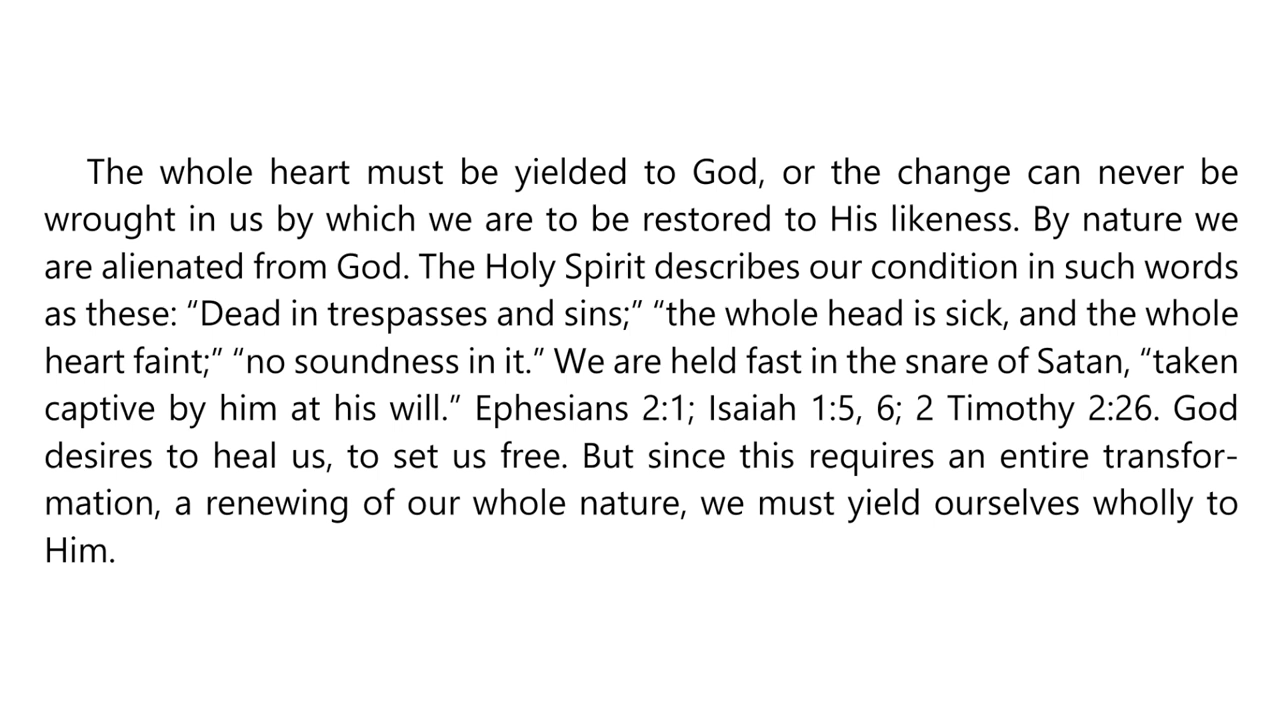 The whole heart must be yielded to God, or the change can never be
wrought in us by which we are to be restored to His likeness. By nature we
are alienated from God. The Holy Spirit describes our condition in such words
as these: “Dead in trespasses and sins;” “the whole head is sick, and the whole
heart faint;” “no soundness in it.” We are held fast in the snare of Satan, “taken
captive by him at his will.” Ephesians 2:1; Isaiah 1:5, 6; 2 Timothy 2:26. God
desires to heal us, to set us free. But since this requires an entire transfor-
mation, a renewing of our whole nature, we must yield ourselves wholly to
Him.